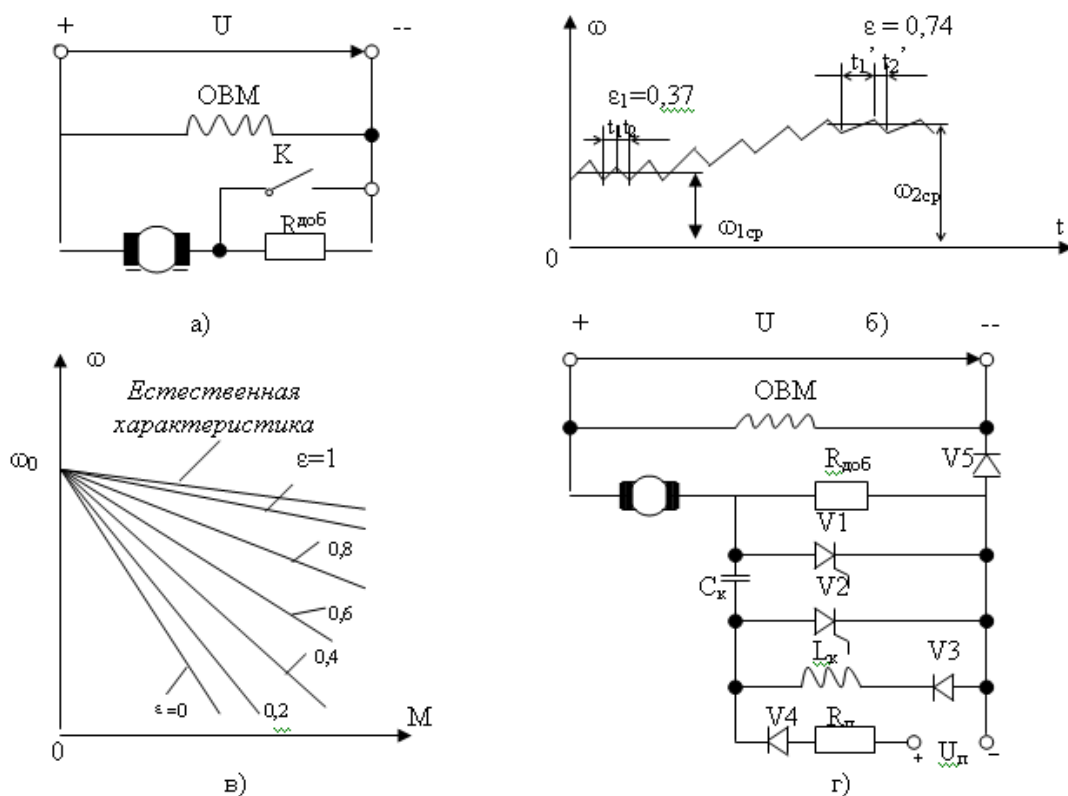 + U --
ОВМ
К
Rдоб
а)
ω
ε = 0,74
t1' t2'
ε1=0,37
t1 t2
ω2ср
ω1ср
t
0
б)
ω
Естественная
характеристика
ω0
ε=1
0,8
0,6
0,4
ε=0
0,2
М
0
в)
+ U --
ОВМ
V5
Rдоб
V1
Cк
V2
Lк
V3
V4
Rп
+ Uп −
г)